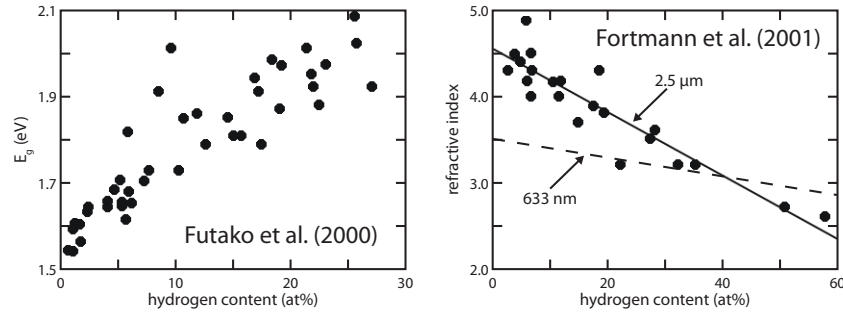 2.1
1.9
1.7
1.5
E_g (eV)
0
10
20
30
hydrogen content (at%)
Futako et al. (2000)
5.0
4.0
3.0
2.0
refractive index
0
20
40
60
hydrogen content (at%)
Fortmann et al. (2001)
2.5 μm
633 nm